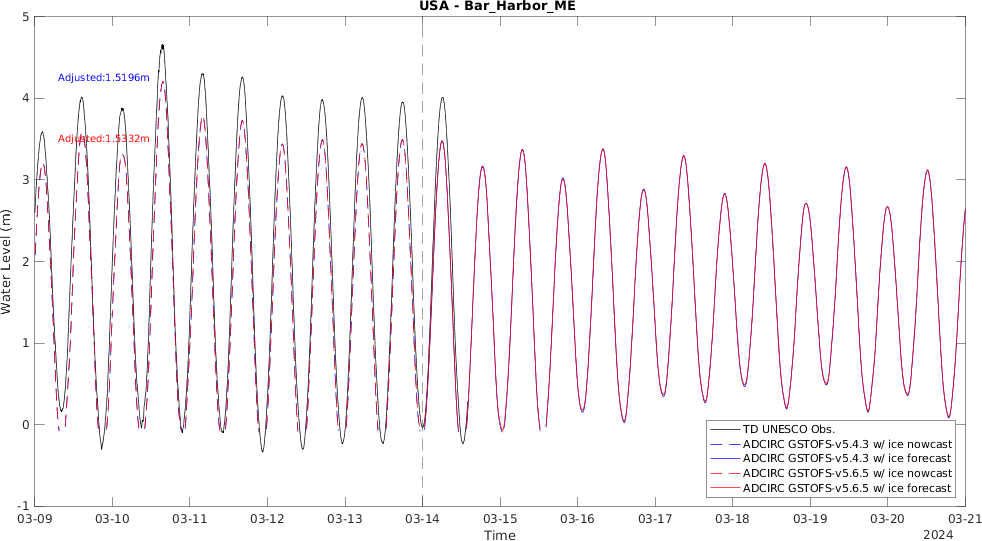 USA - Bar_Harbor_ME
5
4
3
2
1
0
-1
Water Level (m)
Adjusted:1.5196m
Adjusted:1.5332m
TD UNESCO Obs.
ADCIRC GSTOFS-v5.4.3 w/ ice nowcast
ADCIRC GSTOFS-v5.4.3 w/ ice forecast
ADCIRC GSTOFS-v5.6.5 w/ ice nowcast
ADCIRC GSTOFS-v5.6.5 w/ ice forecast
03-09 03-10 03-11 03-12 03-13 03-14 03-15 03-16 03-17 03-18 03-19 03-20 03-21
Time
2024